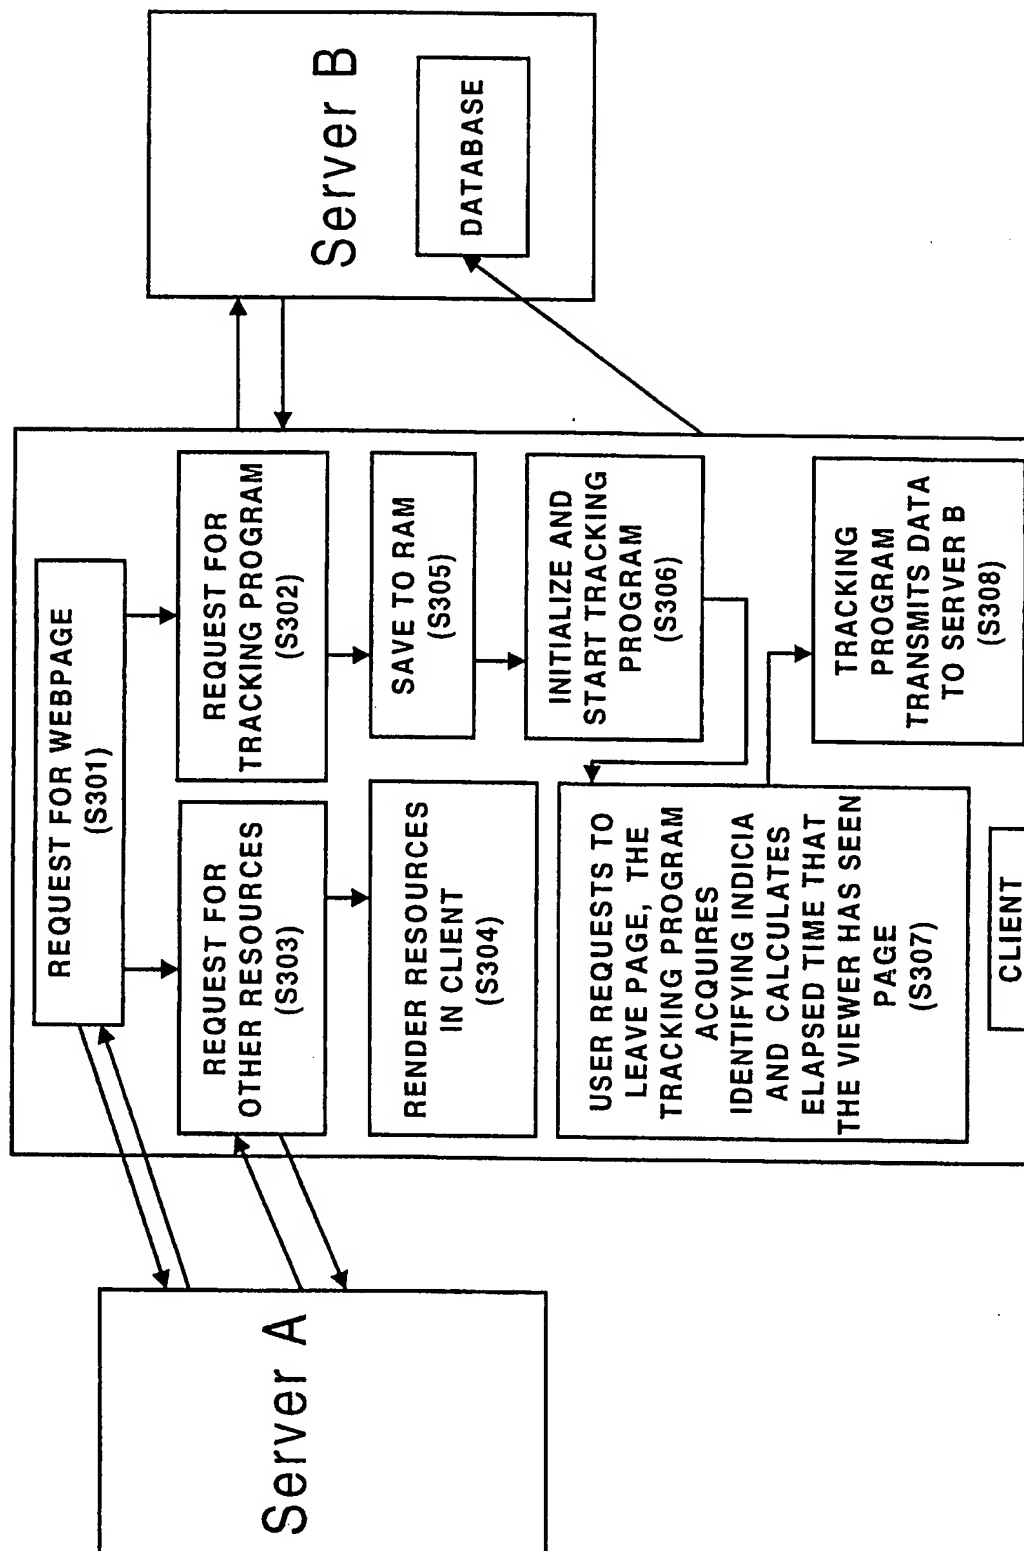 Server A
REQUEST FOR WEBPAGE
(S301)
REQUEST FOR
OTHER RESOURCES
(S303)
REQUEST FOR
TRACKING PROGRAM
(S302)
RENDER RESOURCES
IN CLIENT
(S304)
SAVE TO RAM
(S305)
INITIALIZE AND
START TRACKING
PROGRAM
(S306)
USER REQUESTS TO
LEAVE PAGE, THE
TRACKING PROGRAM
ACQUIRES
IDENTIFYING INDICIA
AND CALCULATES
ELAPSED TIME THAT
THE VIEWER HAS SEEN
PAGE
(S307)
TRACKING
PROGRAM
TRANSMITS DATA
TO SERVER B
(S308)
CLIENT
Server B
DATABASE